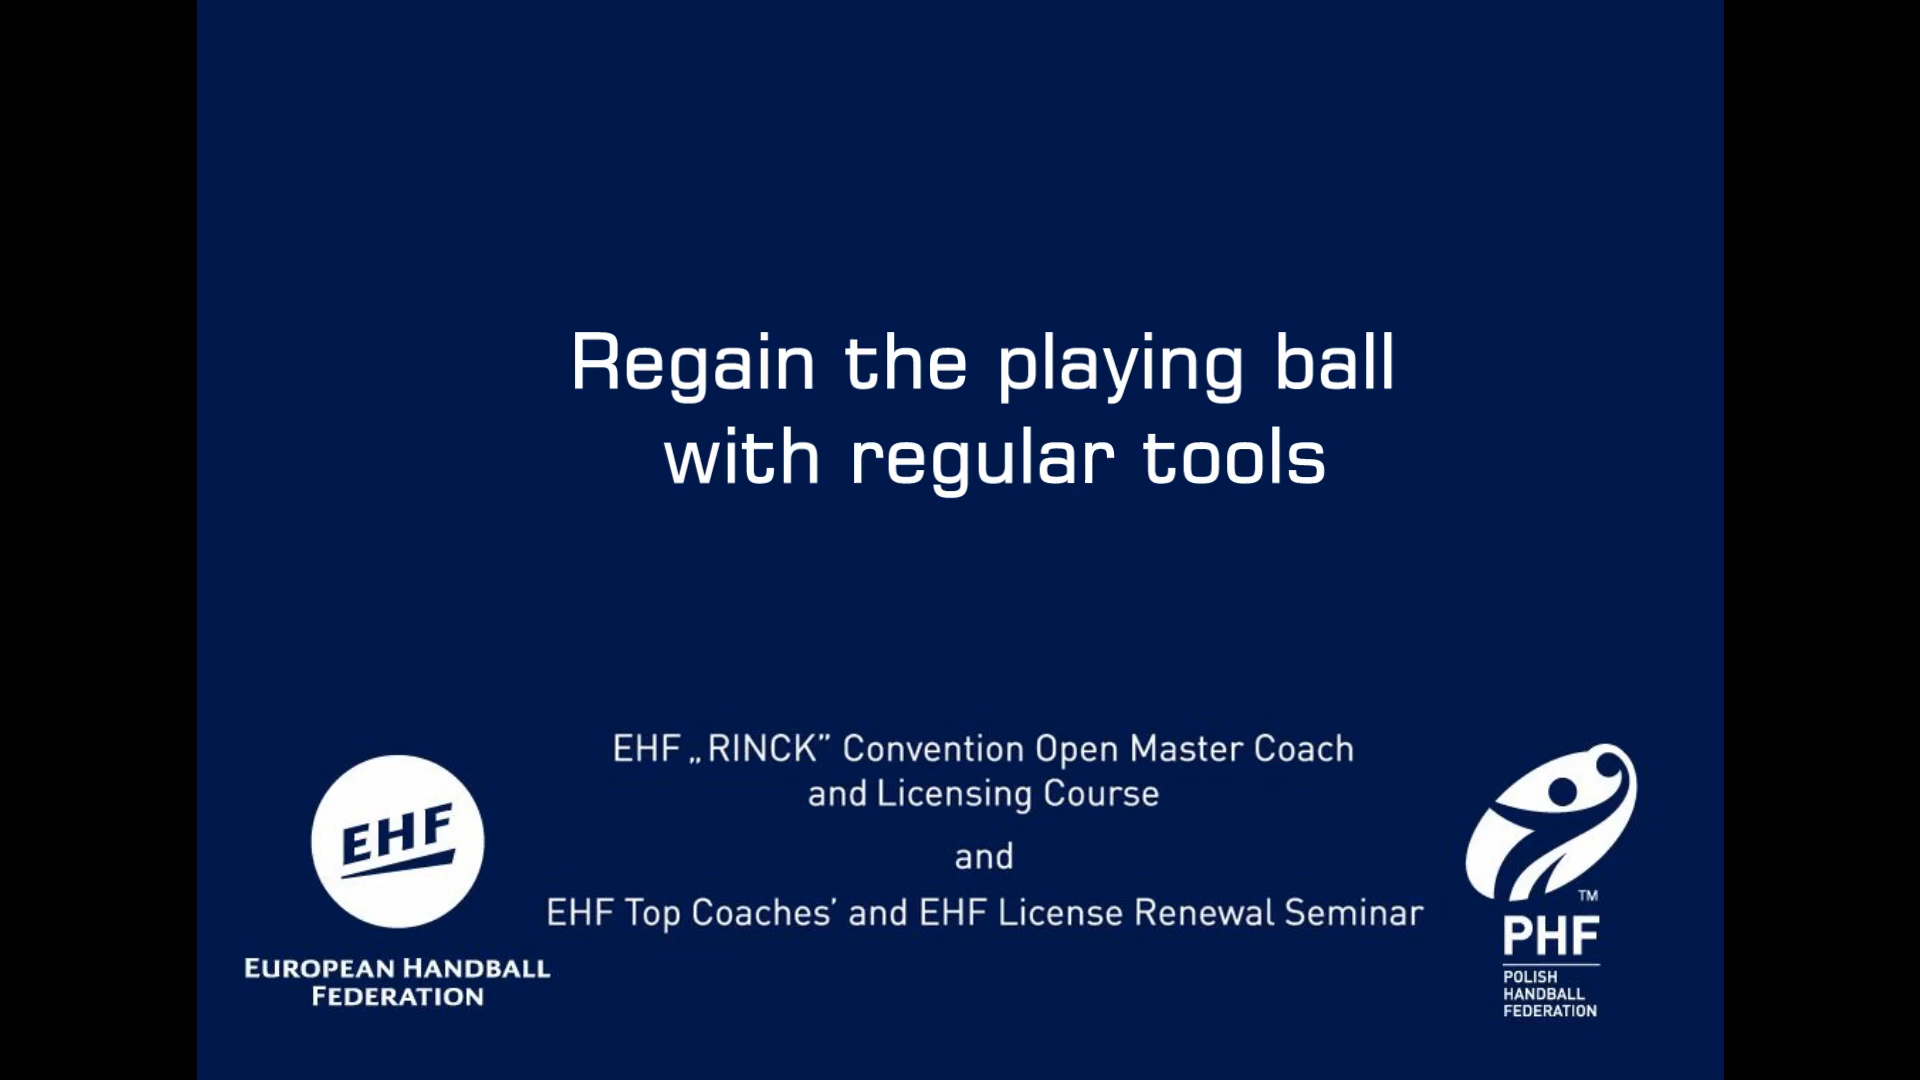 Regain the playing ball
with regular tools
EHF „RINCK” Convention Open Master Coach
and Licensing Course
and
EHF Top Coaches’ and EHF License Renewal Seminar
EHF
EUROPEAN HANDBALL
FEDERATION
TM
PHF
POLISH
HANDBALL
FEDERATION